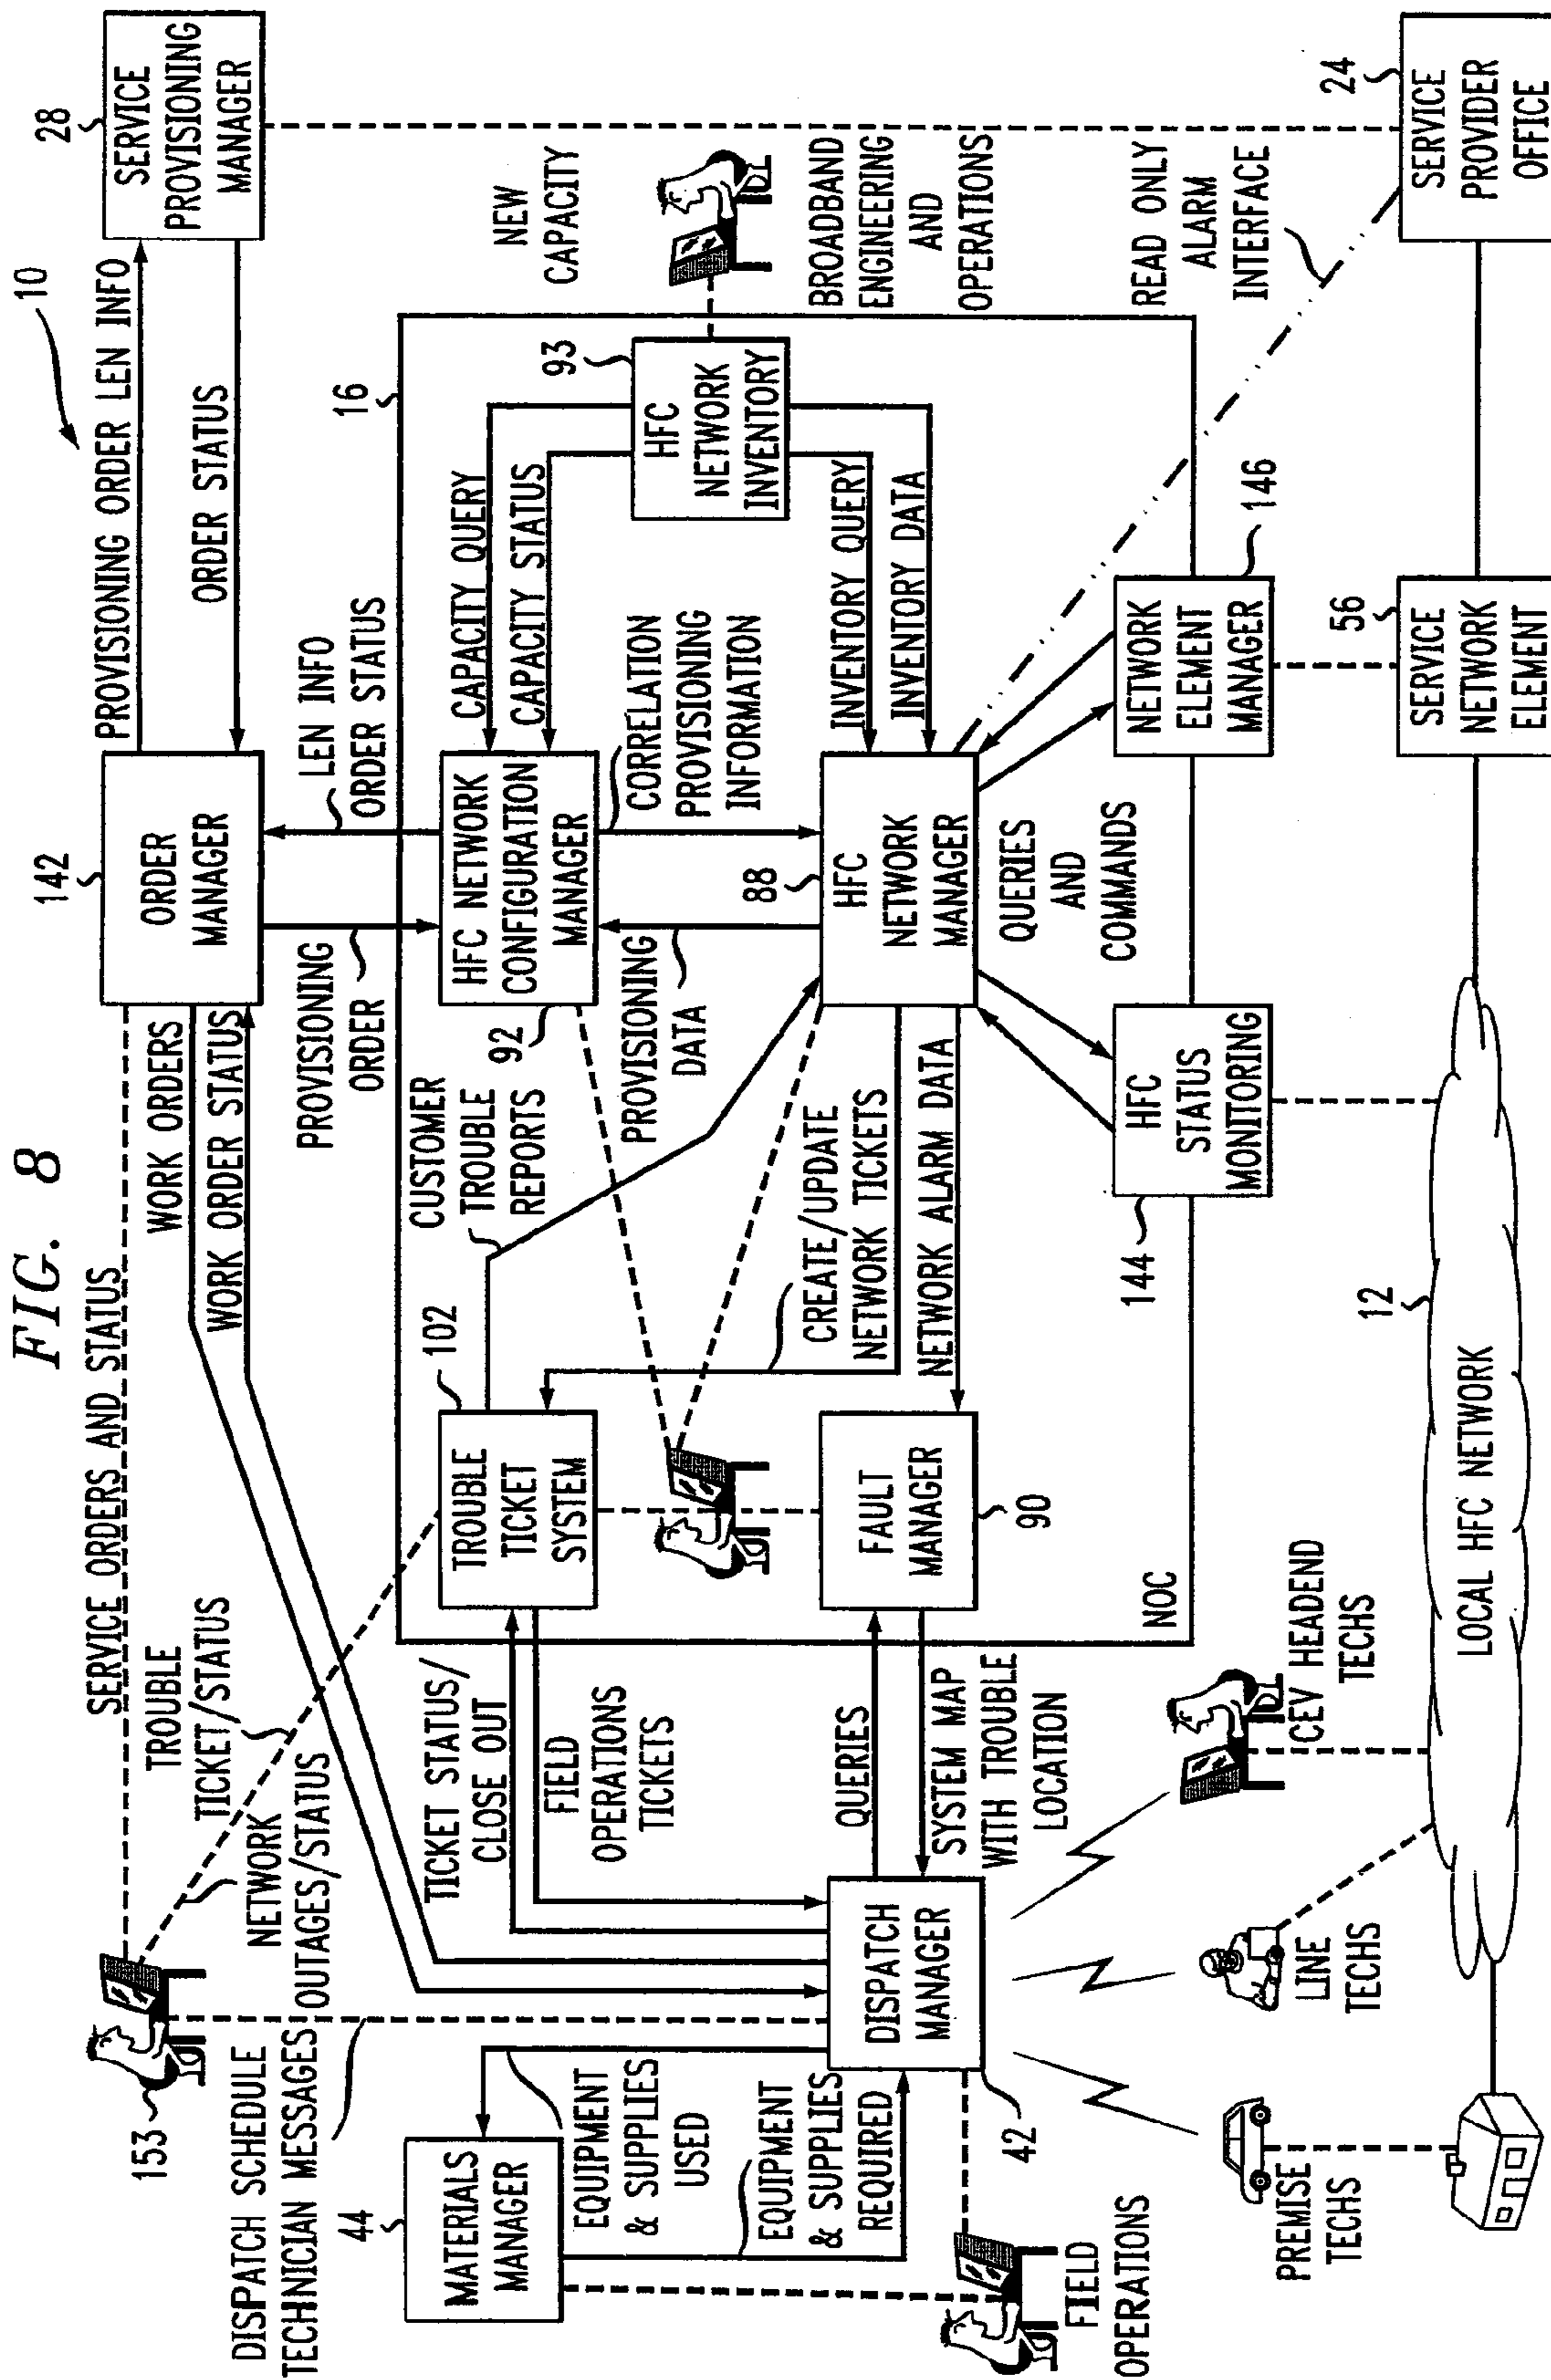 FIG. 8
10
153
SERVICE ORDERS AND STATUS
WORK ORDERS
WORK ORDER STATUS
142
ORDER
MANAGER
PROVISIONING ORDER LEN INFO
ORDER STATUS
28
SERVICE
PROVISIONING
MANAGER
DISPATCH SCHEDULE
TECHNICIAN MESSAGES
NETWORK
OUTAGES/STATUS
TROUBLE
TICKET/STATUS
PROVISIONING
ORDER
LEN INFO
ORDER STATUS
16
44
MATERIALS
MANAGER
EQUIPMENT
& SUPPLIES
USED
EQUIPMENT
& SUPPLIES
REQUIRED
TICKET STATUS/
CLOSE OUT
FIELD
OPERATIONS
TICKETS
102
TROUBLE
TICKET
SYSTEM
CUSTOMER
TROUBLE
REPORTS
92
HFC NETWORK
CONFIGURATION
MANAGER
CAPACITY QUERY
CAPACITY STATUS
93
HFC
NETWORK
INVENTORY
NEW
CAPACITY
BROADBAND
ENGINEERING
AND
OPERATIONS
PROVISIONING
DATA
CORRELATION
PROVISIONING
INFORMATION
INVENTORY QUERY
INVENTORY DATA
QUERIES
SYSTEM MAP
WITH TROUBLE
LOCATION
FAULT
MANAGER
90
CREATE/UPDATE
NETWORK TICKETS
NETWORK ALARM DATA
88
HFC
NETWORK
MANAGER
QUERIES
AND
COMMANDS
READ ONLY
ALARM
INTERFACE
DISPATCH
MANAGER
42
FIELD
OPERATIONS
NOC
144
HFC
STATUS
MONITORING
NETWORK
ELEMENT
MANAGER
146
PREMISE
TECHS
LINE
TECHS
CEV HEADEND
TECHS
12
LOCAL HFC NETWORK
56
SERVICE
NETWORK
ELEMENT
24
SERVICE
PROVIDER
OFFICE